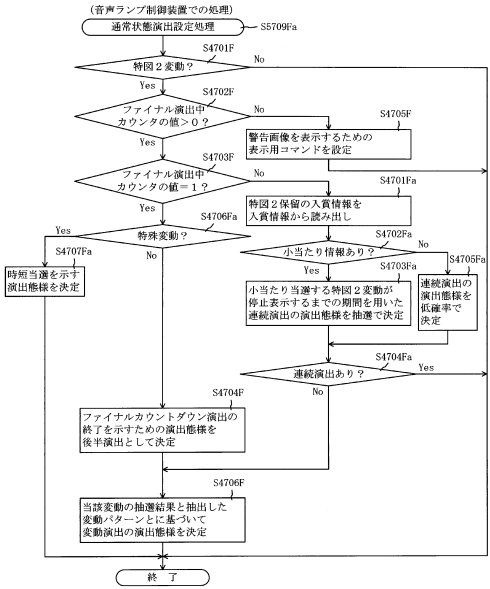 (音声ランプ制御装置での処理)
通常状態演出設定処理
S5709Fa
S4701F
特図2変動?
No
Yes
S4702F
ファイナル演出中
カウンタの値>0?
No
Yes
S4705F
警告画像を表示するための
表示用コマンドを設定
S4703F
ファイナル演出中
カウンタの値=1?
No
Yes
S4701Fa
特図2保留の入賞情報を
入賞情報から読み出し
S4706Fa
特殊変動?
Yes
No
S4707Fa
時短当選を示す
演出態様を決定
S4702Fa
小当たり情報あり?
No
Yes
S4703Fa
小当たり当選する特図2変動が
停止表示するまでの期間を用いた
連続演出の演出態様を抽選で決定
S4705Fa
連続演出の
演出態様を
低確率で
決定
S4704Fa
連続演出あり?
Yes
No
S4704F
ファイナルカウントダウン演出の
終了を示すための演出態様を
後半演出として決定
S4706F
当該変動の抽選結果と抽出した
変動パターンとに基づいて
変動演出の演出態様を決定
終 了